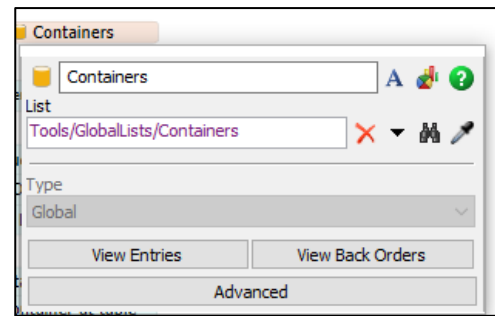 Containers
Containers
A
List
Tools/GlobalLists/Containers
Type
Global
View Entries
View Back Orders
Advanced